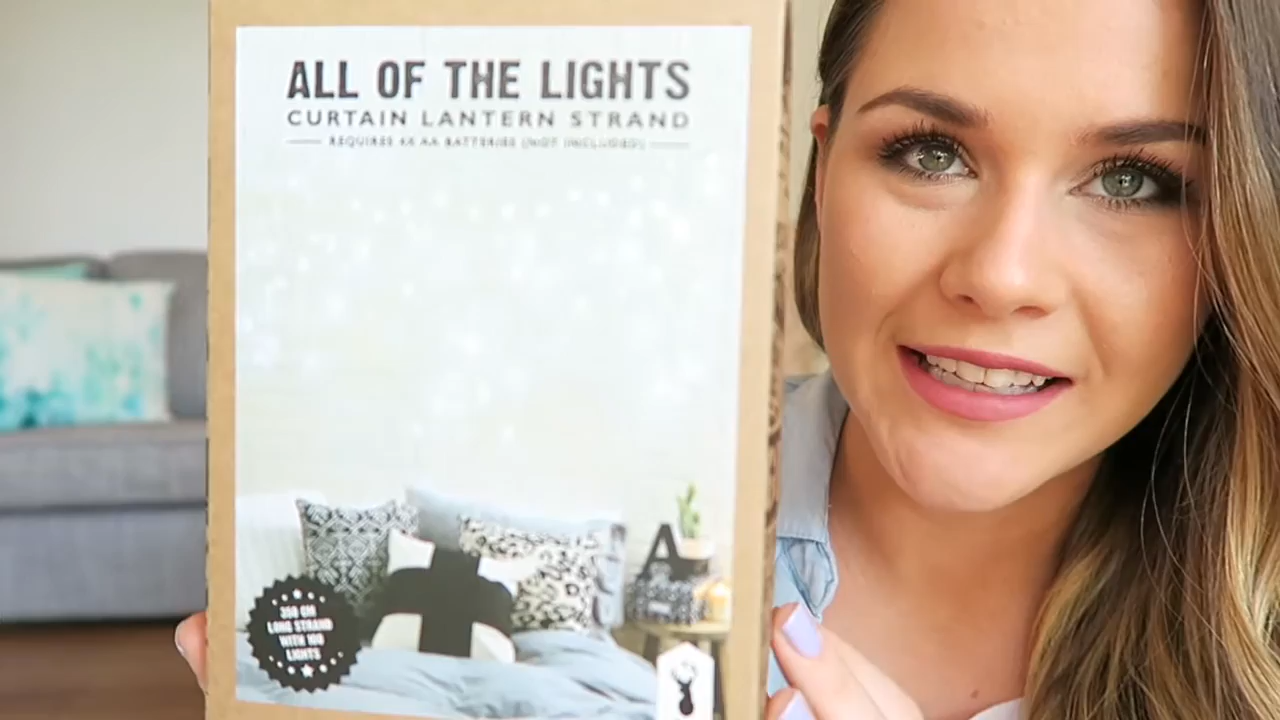 ALL OF THE LIGHTS
CURTAIN LANTERN STRAND
REQUIRES AA BATTERIES (NOT INCLUDED)
350 CM
LONG STRAND
WITH 100
LIGHTS
A